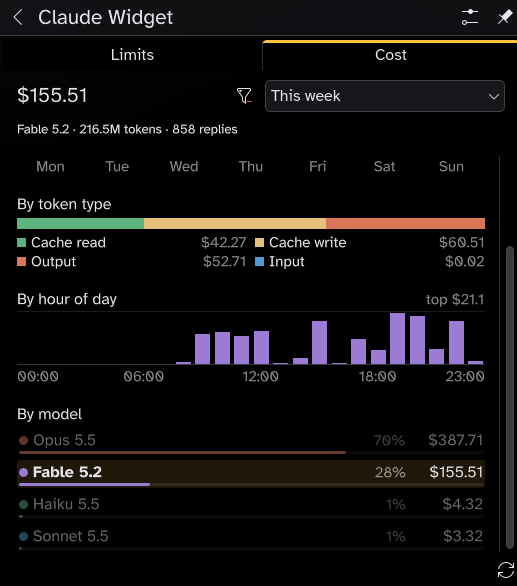 Claude Widget
Limits
Cost
$155.51
This week
Fable 5.2 · 216.5M tokens · 858 replies
Mon Tue Wed Thu Fri Sat Sun
By token type
Cache read $42.27 Cache write $60.51
Output $52.71 Input $0.02
By hour of day top $21.1
00:00 06:00 12:00 18:00 23:00
By model
Opus 5.5 70% $387.71
Fable 5.2 28% $155.51
Haiku 5.5 1% $4.32
Sonnet 5.5 1% $3.32